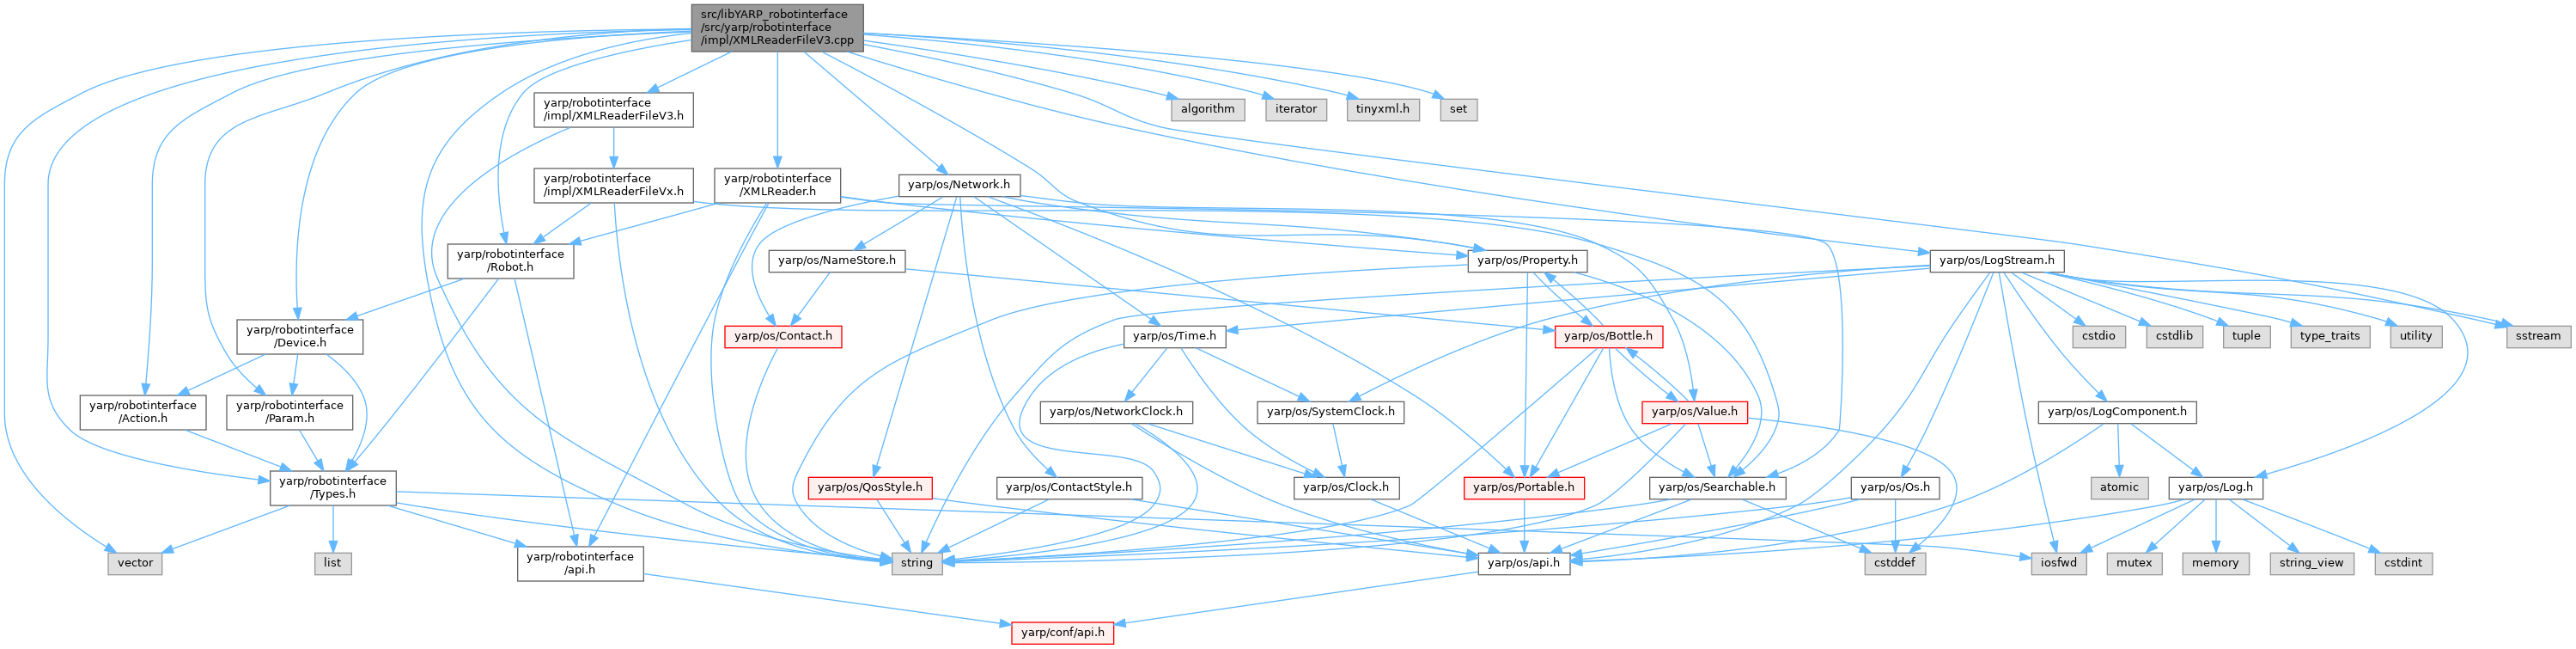 src/libYARP_robotinterface
/src/yarp/robotinterface
/impl/XMLReaderFileV3.cpp
yarp/robotinterface
/impl/XMLReaderFileV3.h
algorithm
iterator
tinyxml.h
set
yarp/robotinterface
/impl/XMLReaderFileVx.h
yarp/robotinterface
/XMLReader.h
yarp/os/Network.h
yarp/robotinterface
/Robot.h
yarp/os/NameStore.h
yarp/os/Property.h
yarp/os/LogStream.h
yarp/robotinterface
/Device.h
yarp/os/Contact.h
yarp/os/Time.h
yarp/os/Bottle.h
cstdio
cstdlib
tuple
type_traits
utility
sstream
yarp/robotinterface
/Action.h
yarp/robotinterface
/Param.h
yarp/os/NetworkClock.h
yarp/os/SystemClock.h
yarp/os/Value.h
yarp/os/LogComponent.h
yarp/robotinterface
/Types.h
yarp/os/QosStyle.h
yarp/os/ContactStyle.h
yarp/os/Clock.h
yarp/os/Portable.h
yarp/os/Searchable.h
yarp/os/Os.h
atomic
yarp/os/Log.h
vector
list
yarp/robotinterface
/api.h
string
yarp/os/api.h
cstddef
iosfwd
mutex
memory
string_view
cstdint
yarp/conf/api.h